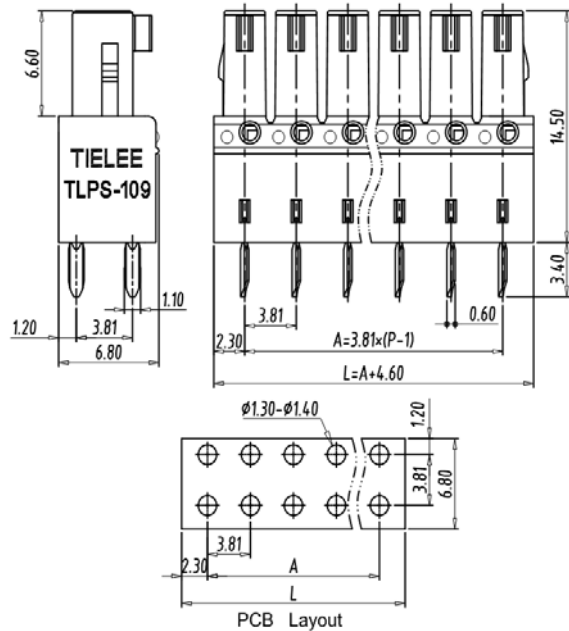 6.60
TIELEE
TLPS-109
1.10
1.20
3.81
6.80
14.50
3.40
3.81
0.60
2.30
A=3.81×(P-1)
L=A+4.60
Ø1.30-Ø1.40
1.20
3.81
6.80
3.81
2.30
A
L
PCB Layout